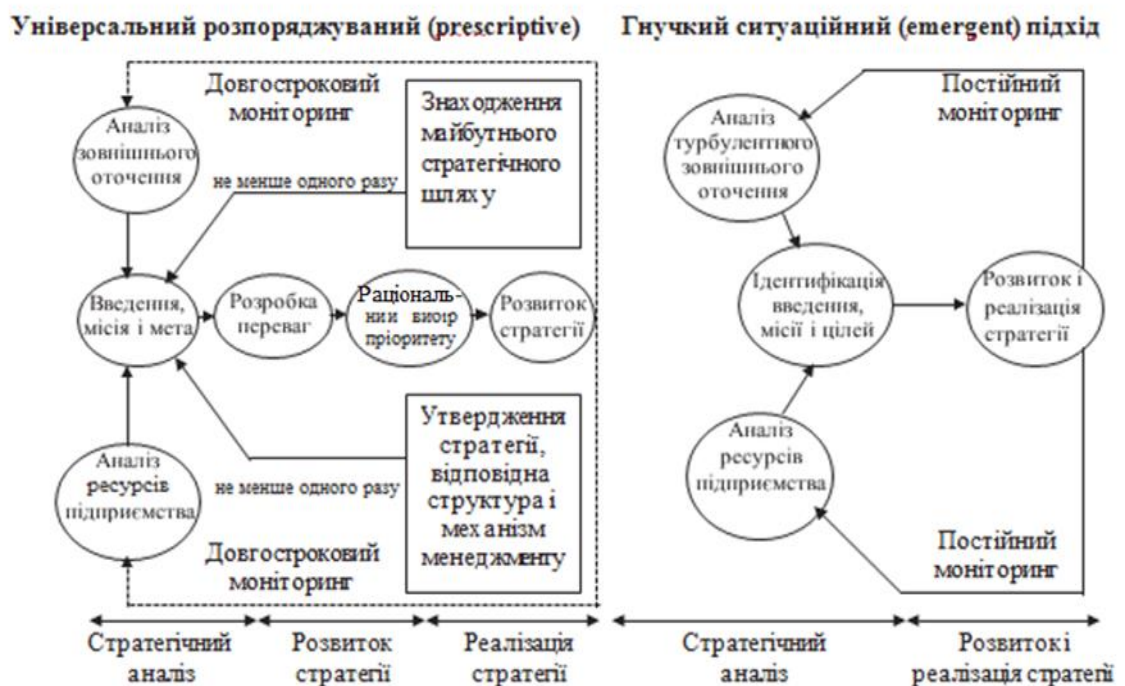 Універсальний розпоряджуваний (prescriptive)
Довгостроковий
моніторинг
Знаходження
майбутнього
стратегічного
шляху
Аналіз
зовнішнього
оточення
не менше одного разу
Введення,
місія і мета
Розробка
переваг
Раціональ-
ний вибір
пріоритету
Розвиток
стратегії
Утвердження
стратегії,
відповідна
структура і
механізм
менеджменту
Аналіз
ресурсів
підприємства
не менше одного разу
Довгостроковий
моніторинг
Стратегічний
аналіз
Розвиток
стратегії
Реалізація
стратегії
Гнучкий ситуаційний (emergent) підхід
Постійний
моніторинг
Аналіз
турбулентного
зовнішнього
оточення
Ідентифікація
введення,
місії і цілей
Розвиток і
реалізація
стратегії
Аналіз
ресурсів
підприємства
Постійний
моніторинг
Стратегічний
аналіз
Розвиток і
реалізація стратегії